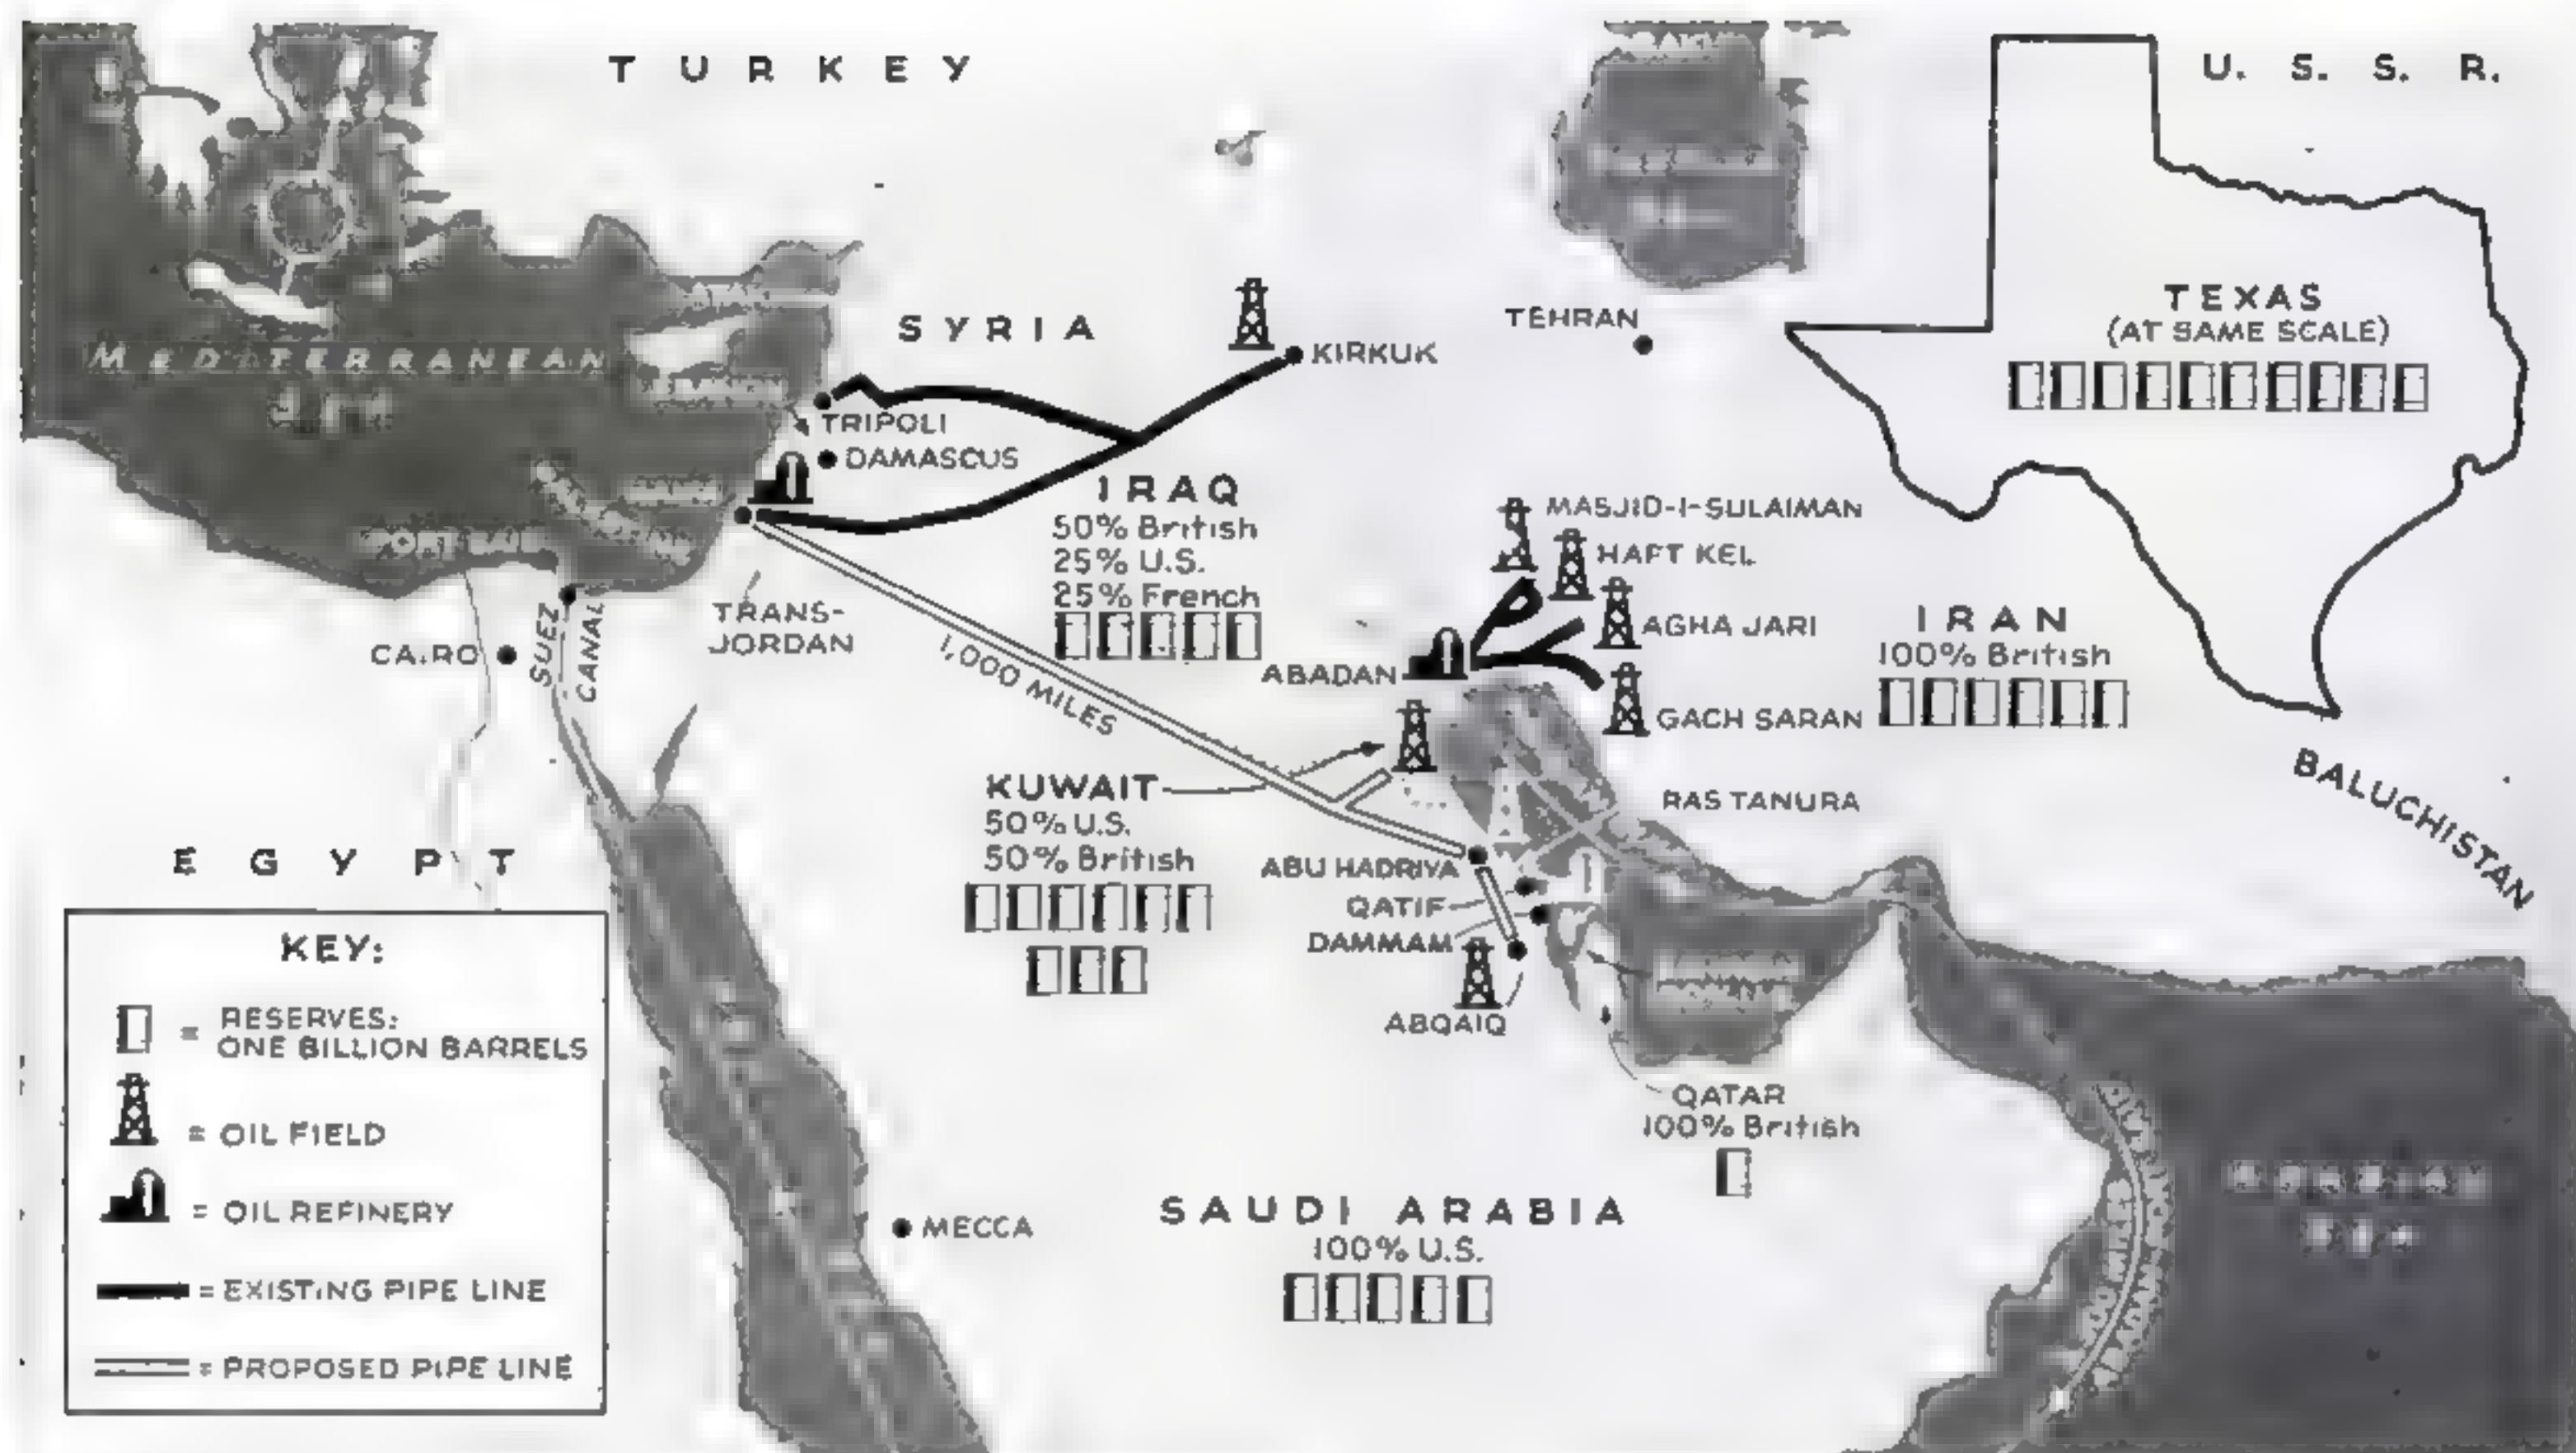 TURKEY
U. S. S. R.
SYRIA
TEHRAN
TEXAS
(AT SAME SCALE)
KIRKUK
MEDITERRANEAN
TRIPOLI
DAMASCUS
IRAQ
50% British
25% U.S.
25% French
MASJID-I-SULAIMAN
HAFT KEL
AGHA JARI
IRAN
100% British
GACH SARAN
ABADAN
TRANS-
JORDAN
1,000 MILES
CAIRO
SUEZ
CANAL
BALUCHISTAN
KUWAIT
50% U.S.
50% British
RAS TANURA
ABU HADRIYA
QATIF
DAMMAM
ABQAIQ
EGYPT
QATAR
100% British
SAUDI ARABIA
100% U.S.
MECCA
KEY:
= RESERVES:
ONE BILLION BARRELS
= OIL FIELD
= OIL REFINERY
= EXISTING PIPE LINE
= PROPOSED PIPE LINE